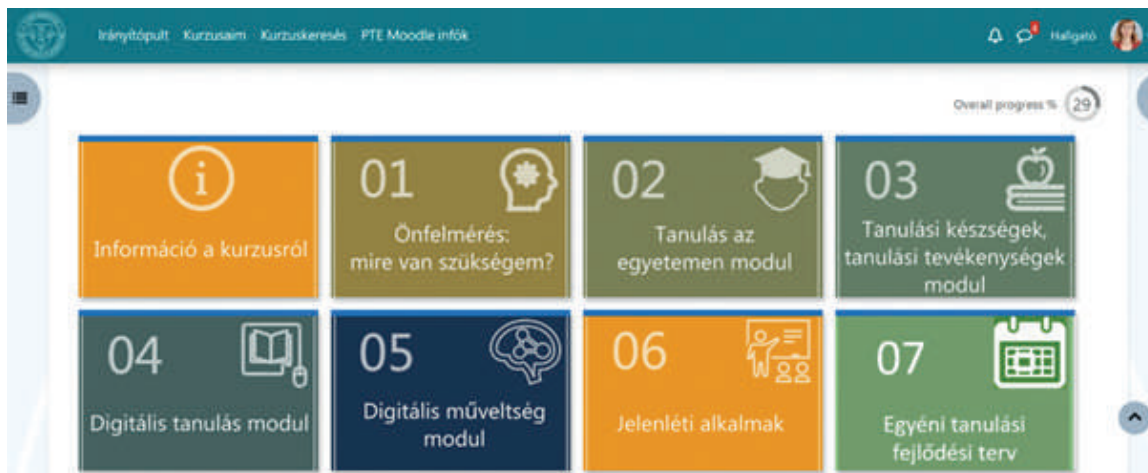 Irányítópult Kurzusaim Kurzuskeresés PTE Moodle infók
Hallgató
Overall progress % 29
Információ a kurzusról
01
Önfelmérés:
mire van szükségem?
02
Tanulás az
egyetemen modul
03
Tanulási készségek,
tanulási tevékenységek
modul
04
Digitális tanulás modul
05
Digitális műveltség
modul
06
Jelenléti alkalmak
07
Egyéni tanulási
fejlődési terv